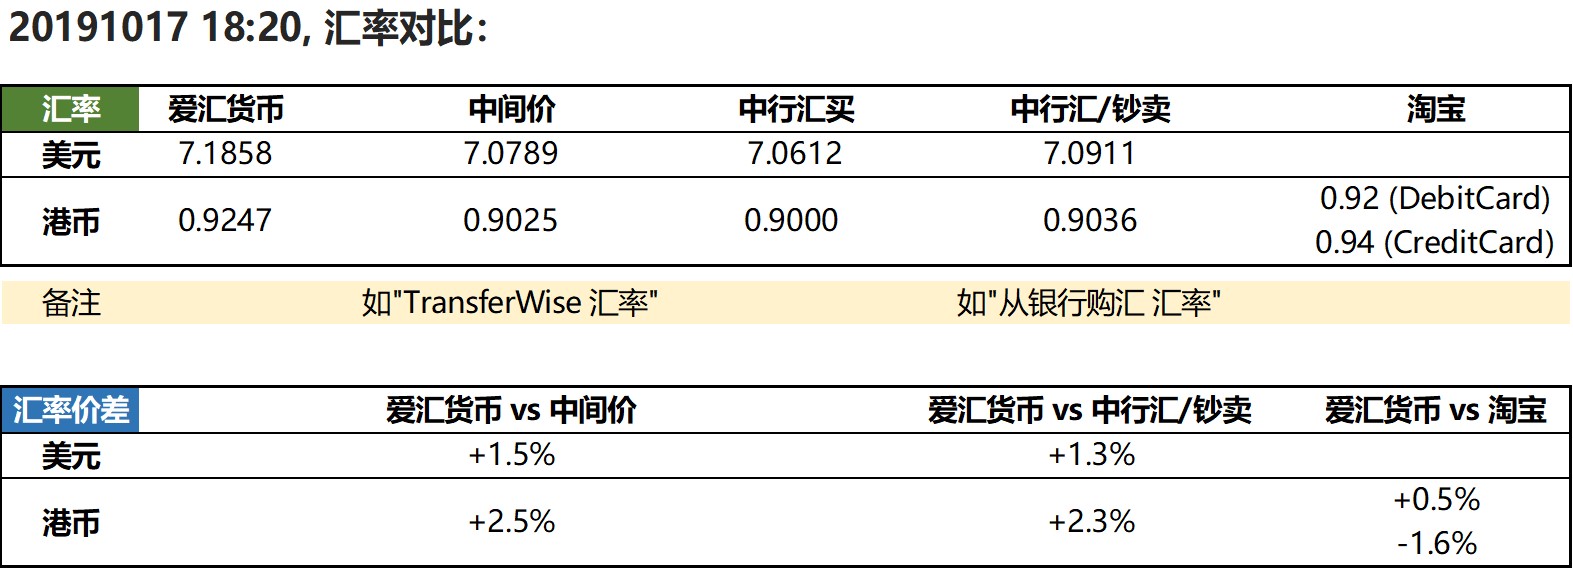 20191017 18:20, 汇率对比：
汇率 爱汇货币 中间价 中行汇买 中行汇/钞卖 淘宝
美元 7.1858 7.0789 7.0612 7.0911
港币 0.9247 0.9025 0.9000 0.9036 0.92 (DebitCard)
0.94 (CreditCard)
备注 如"TransferWise 汇率" 如"从银行购汇 汇率"
汇率价差 爱汇货币 vs 中间价 爱汇货币 vs 中行汇/钞卖 爱汇货币 vs 淘宝
美元 +1.5% +1.3%
港币 +2.5% +2.3% +0.5%
-1.6%